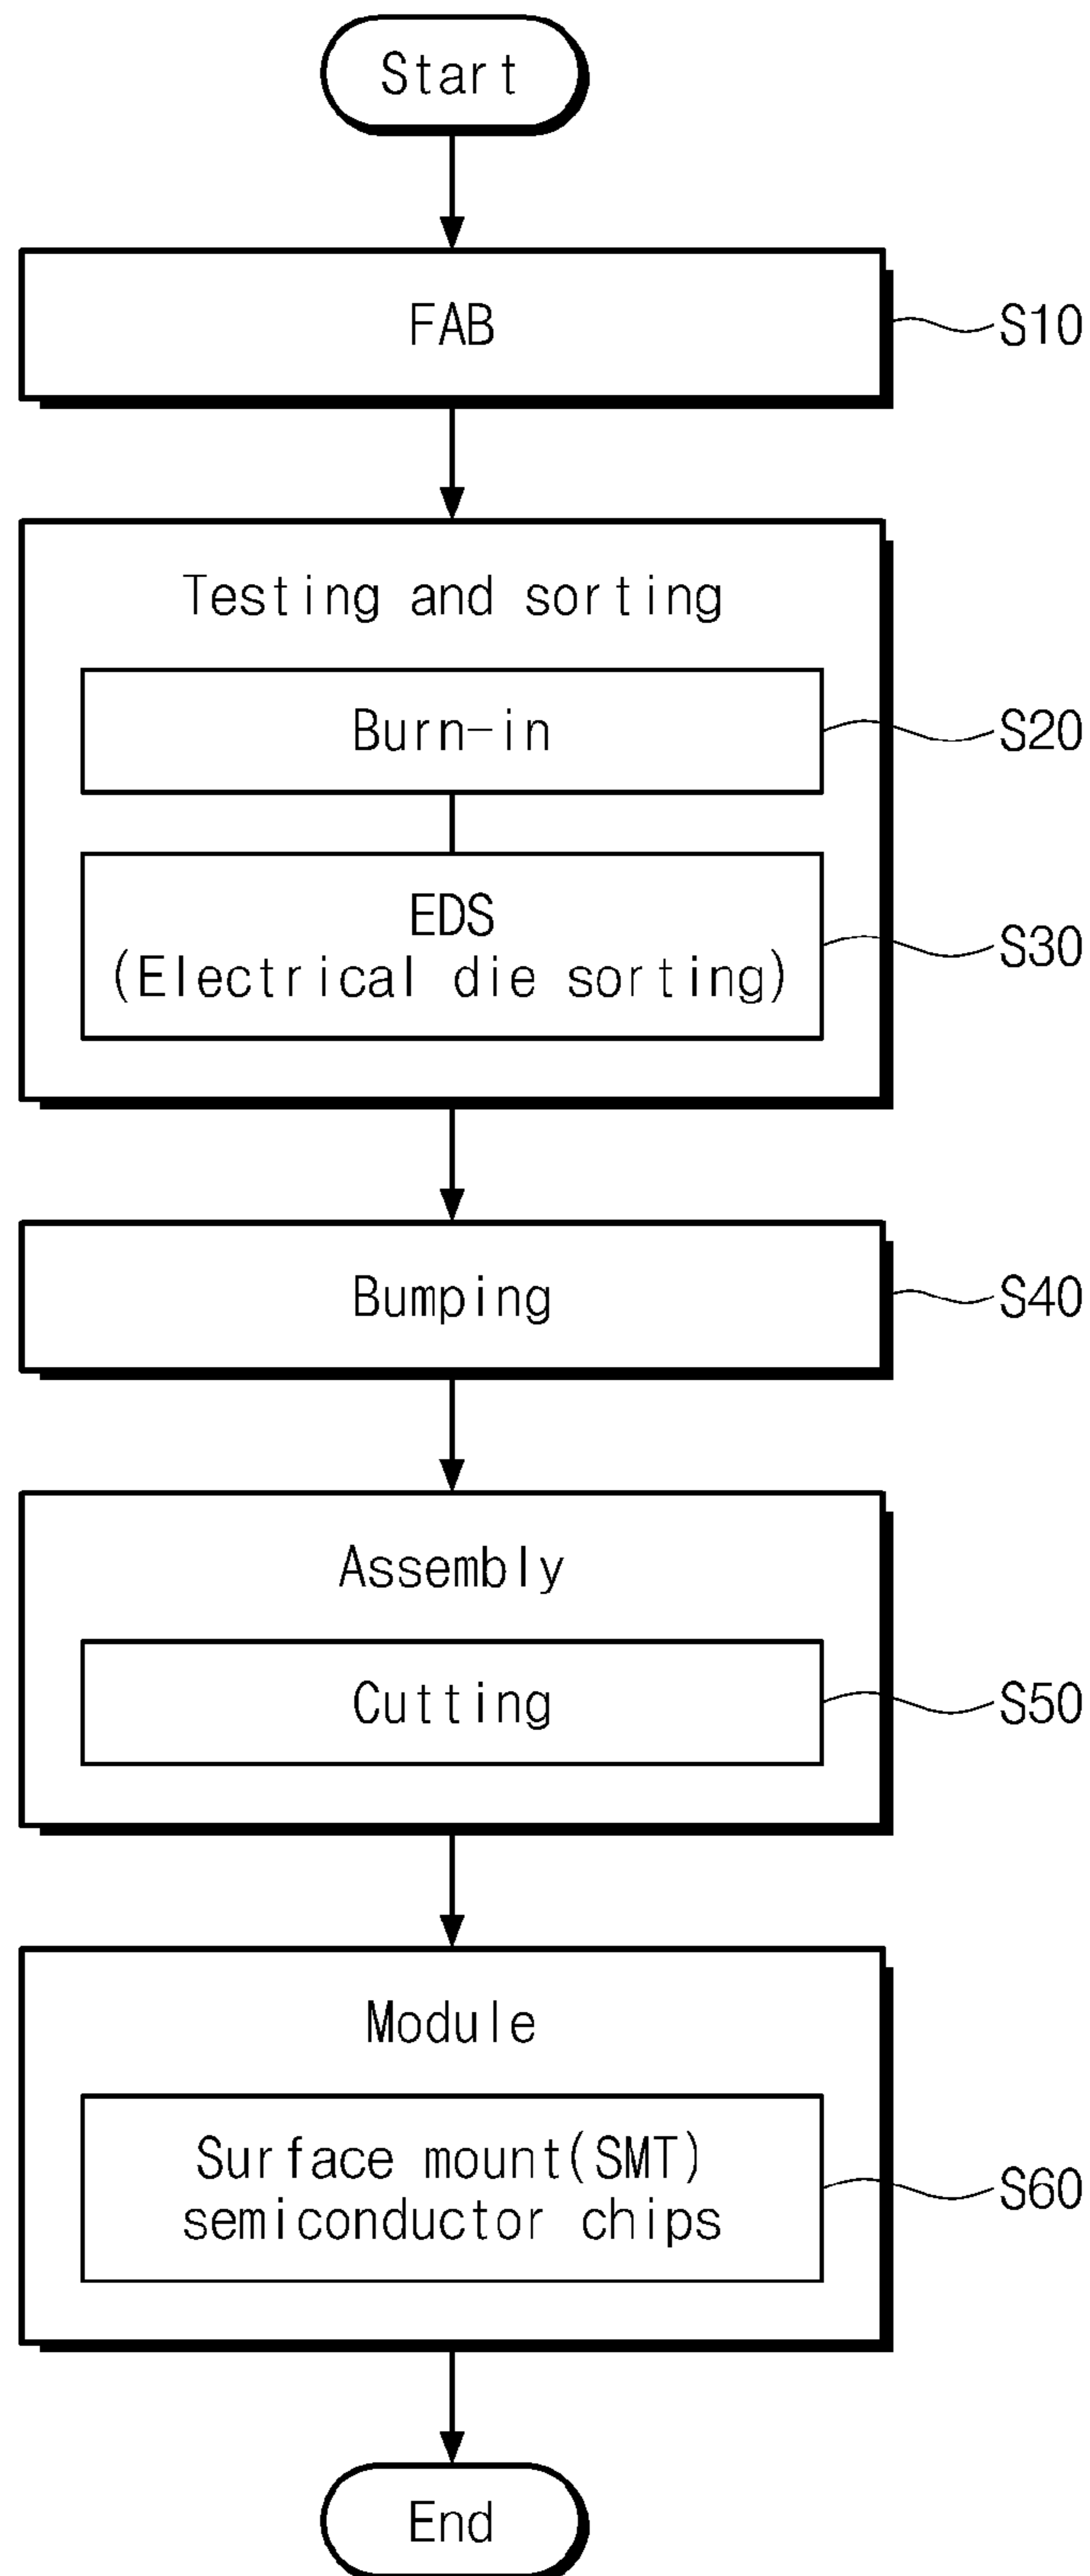 Start
FAB
S10
Testing and sorting
Burn-in
S20
EDS
(Electrical die sorting)
S30
Bumping
S40
Assembly
Cutting
S50
Module
Surface mount(SMT)
semiconductor chips
S60
End